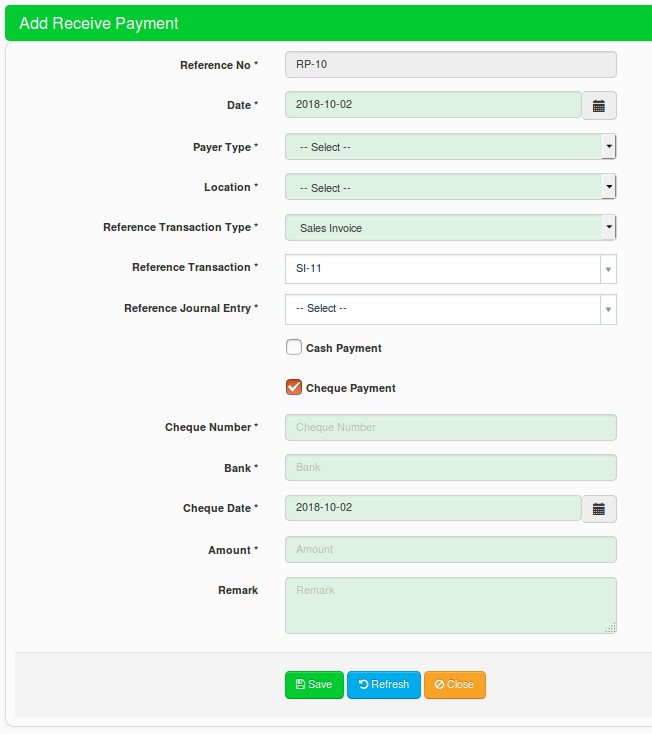 Add Receive Payment
Reference No * RP-10
Date * 2018-10-02
Payer Type * -- Select --
Location * -- Select --
Reference Transaction Type * Sales Invoice
Reference Transaction * SI-11
Reference Journal Entry * -- Select --
Cash Payment
Cheque Payment
Cheque Number * Cheque Number
Bank * Bank
Cheque Date * 2018-10-02
Amount * Amount
Remark Remark
Save Refresh Close